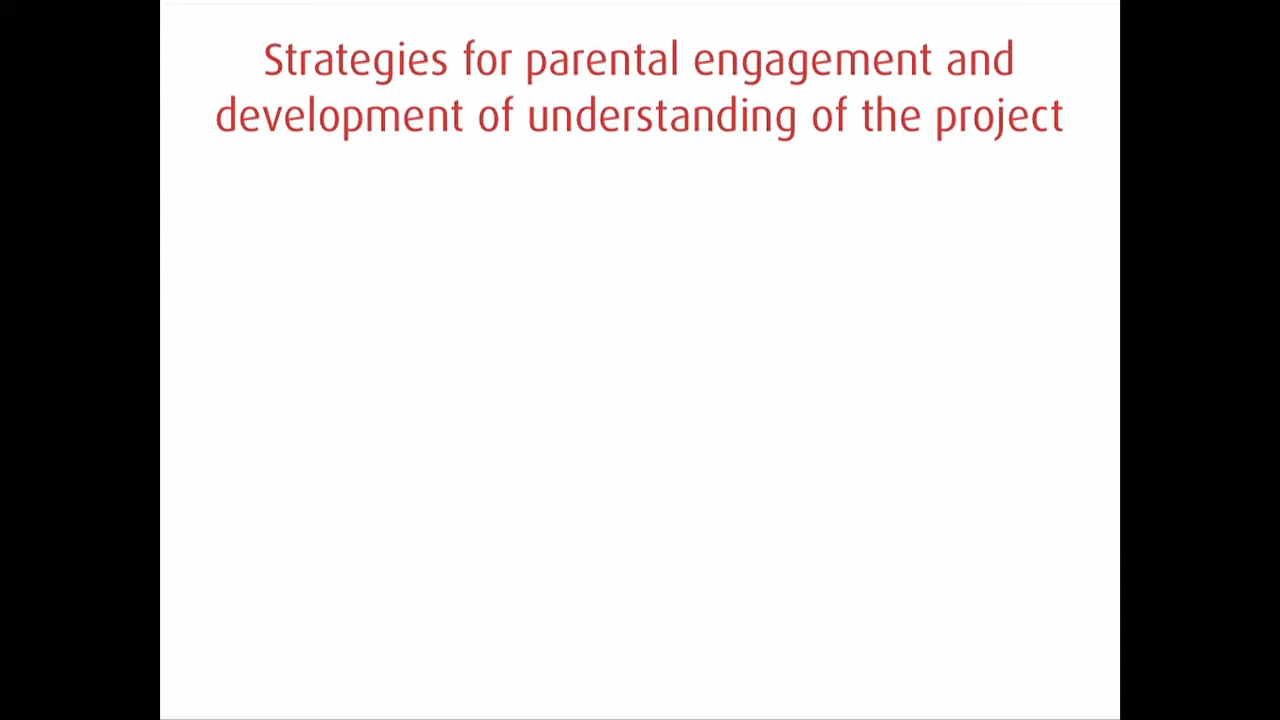 Strategies for parental engagement and
development of understanding of the project